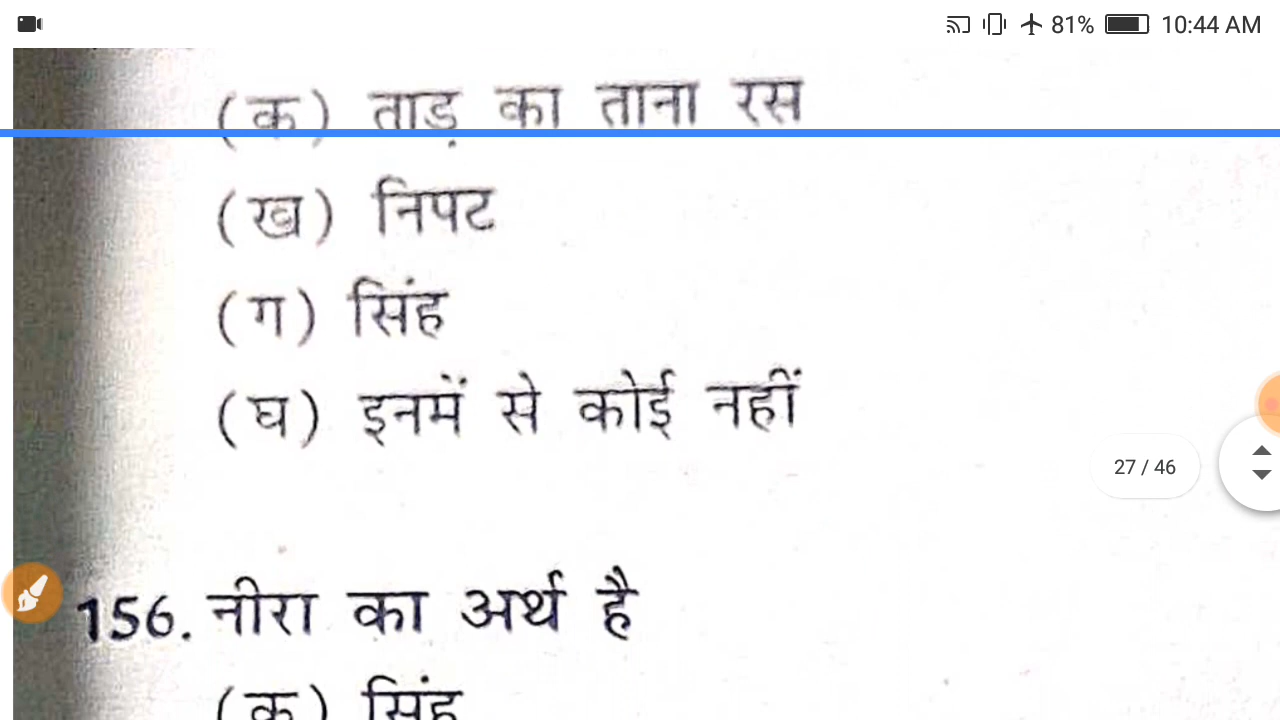 81% 10:44 AM
(क) ताड़ का ताना रस
(ख) निपट
(ग) सिंह
(घ) इनमें से कोई नहीं
27 / 46
156. नीरा का अर्थ है
(क) सिंह